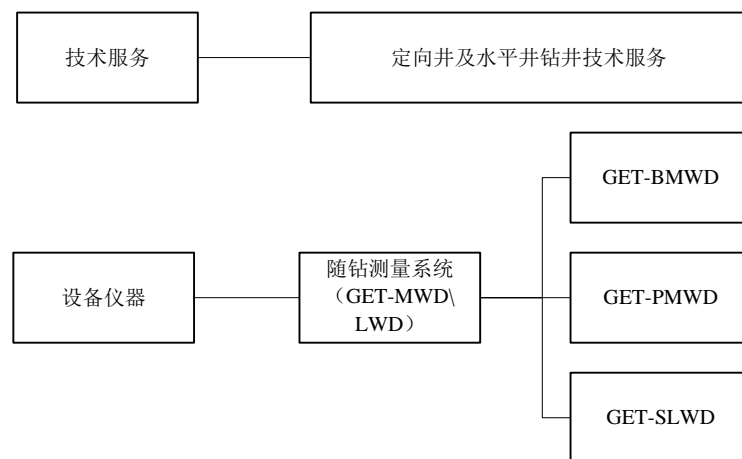 技术服务
定向井及水平井钻井技术服务
GET-BMWD
设备仪器
随钻测量系统
（GET-MWD\
LWD）
GET-PMWD
GET-SLWD